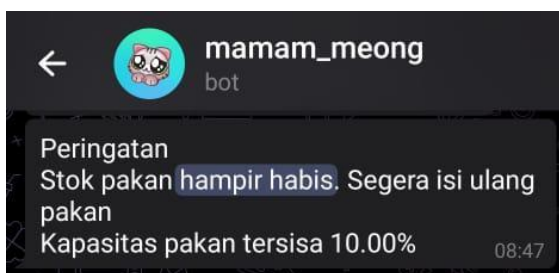 mamam_meong
bot
Peringatan
Stok pakan hampir habis. Segera isi ulang
pakan
Kapasitas pakan tersisa 10.00%
08:47